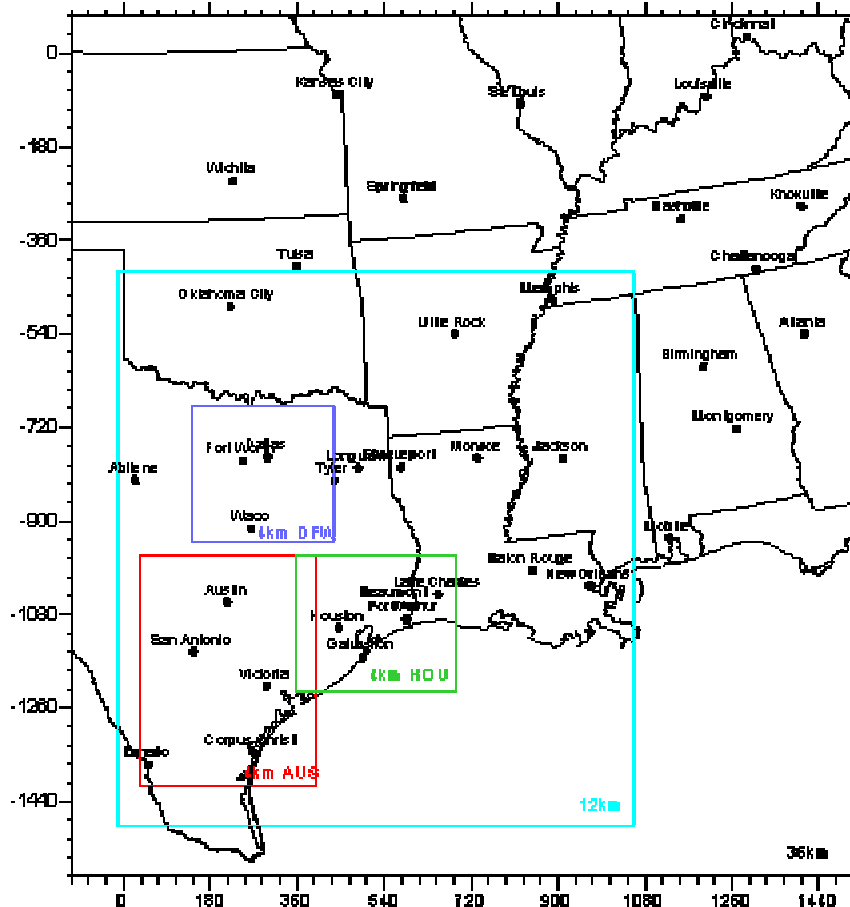 Cincinnati
0
Kansas City
St. Louis
Louisville
-180
Wichita
Springfield
Knoxville
Nashville
-360
Tulsa
Chattanooga
Oklahoma City
Memphis
-540
Little Rock
Atlanta
Birmingham
-720
Montgomery
Fort Worth
Dallas
Longview
Shreveport
Monroe
Jackson
Abilene
Tyler
-900
Waco
4km DFW
Mobile
Baton Rouge
New Orleans
Lake Charles
Austin
Beaumont
-1080
Port Arthur
Houston
San Antonio
Galveston
Victoria
4km HOU
-1260
Corpus Christi
Laredo
4km AUS
-1440
12km
36km
0
180
360
540
720
900
1080
1260
1440